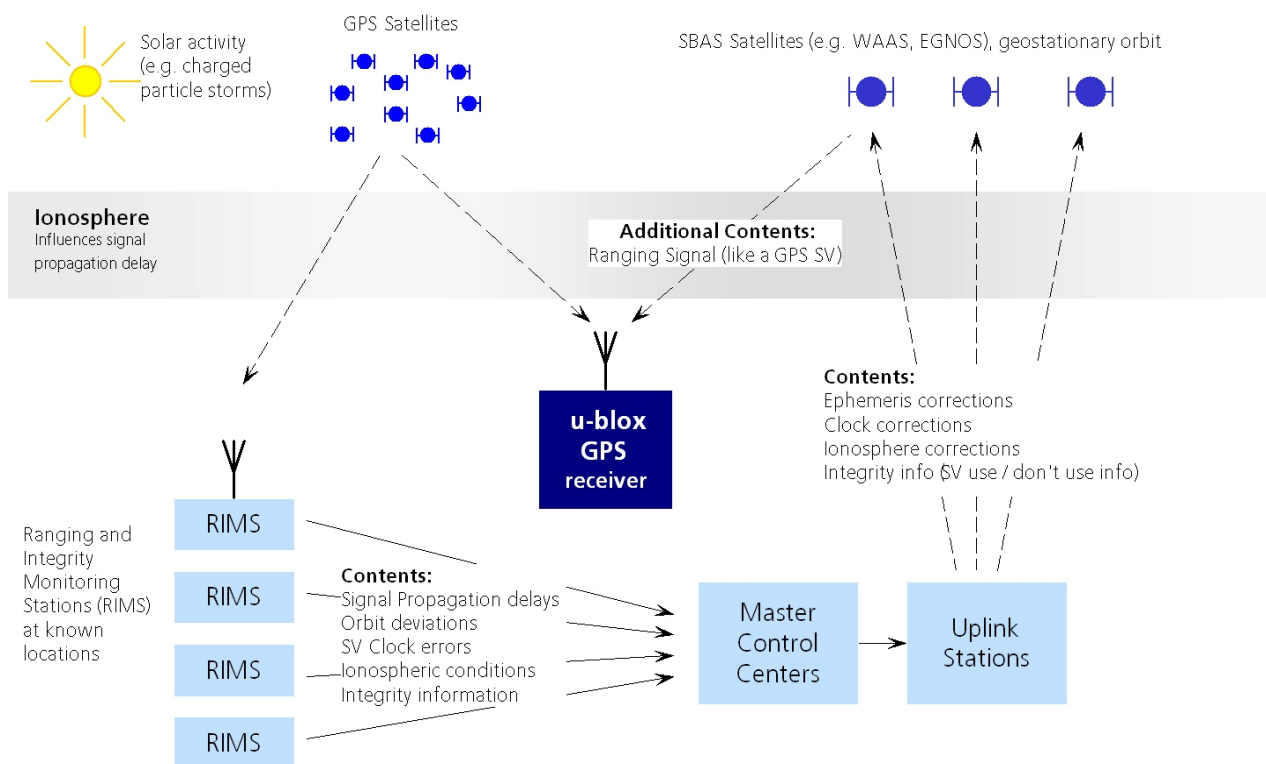 GPS Satellites
Solar activity
(e.g. charged
particle storms)
SBAS Satellites (e.g. WAAS, EGNOS), geostationary orbit
Ionosphere
Influences signal
propagation delay
Additional Contents:
Ranging Signal (like a GPS SV)
u-blox
GPS
receiver
Contents:
Ephemeris corrections
Clock corrections
Ionosphere corrections
Integrity info (SV use / don't use info)
Ranging and
Integrity
Monitoring
Stations (RIMS)
at known
locations
RIMS
RIMS
RIMS
RIMS
Contents:
Signal Propagation delays
Orbit deviations
SV Clock errors
Ionospheric conditions
Integrity information
Master
Control
Centers
Uplink
Stations